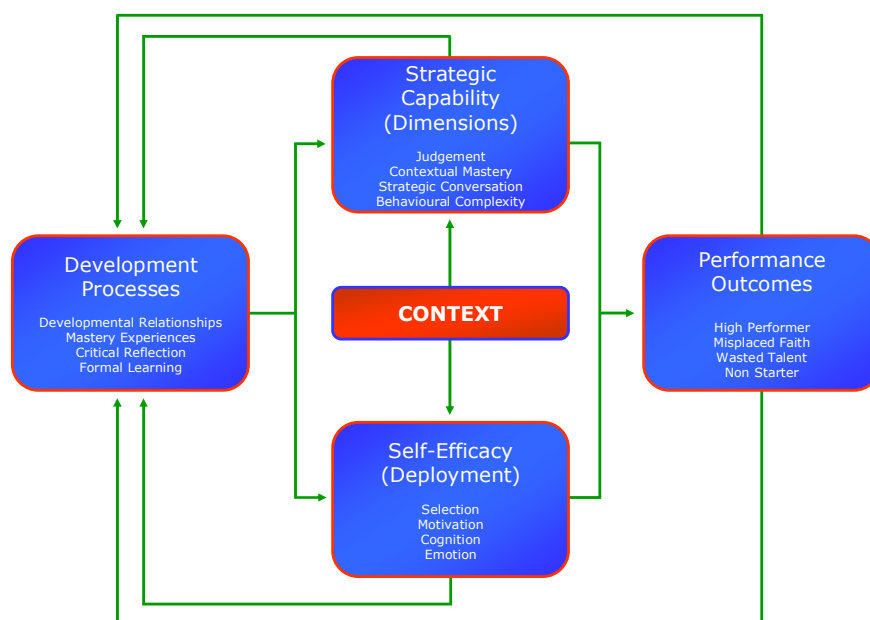 Strategic
Capability
(Dimensions)
Judgement
Contextual Mastery
Strategic Conversation
Behavioural Complexity
Development
Processes
Developmental Relationships
Mastery Experiences
Critical Reflection
Formal Learning
CONTEXT
Performance
Outcomes
High Performer
Misplaced Faith
Wasted Talent
Non Starter
Self-Efficacy
(Deployment)
Selection
Motivation
Cognition
Emotion